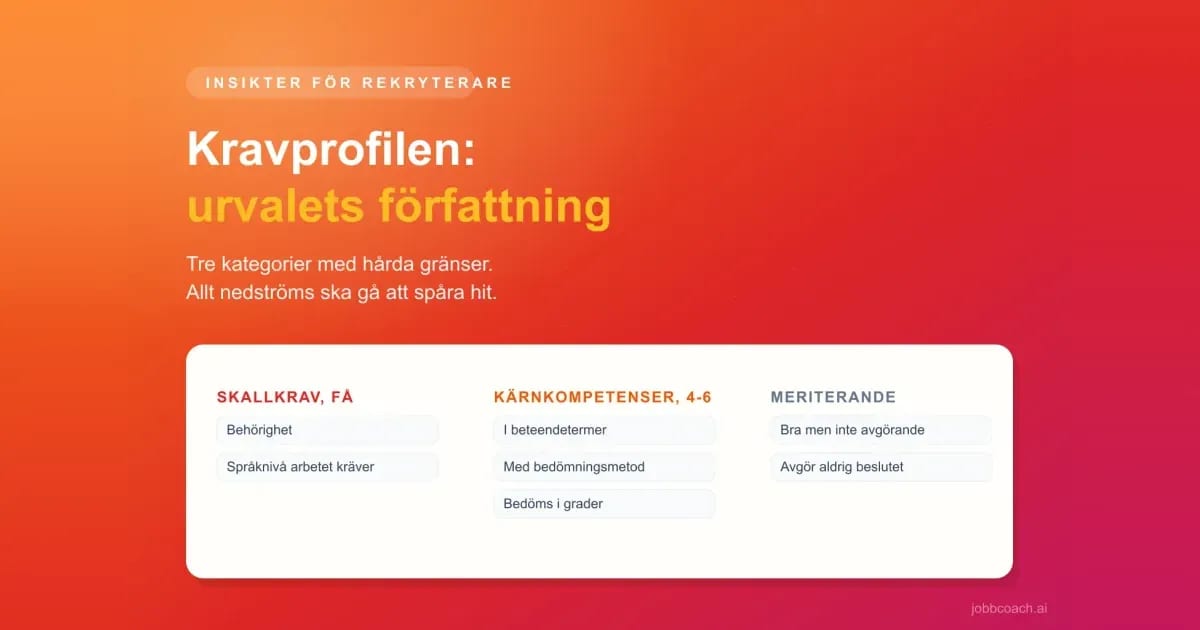 INSIKTER FÖR REKRYTERARE
Kravprofilen:
urvalets författning
Tre kategorier med hårda gränser.
Allt nedströms ska gå att spåra hit.
SKALLKRAV, FÅ
Behörighet
Språknivå arbetet kräver
KÄRNKOMPETENSER, 4-6
I beteendetermer
Med bedömningsmetod
Bedöms i grader
MERITERANDE
Bra men inte avgörande
Avgör aldrig beslutet
jobbcoach.ai